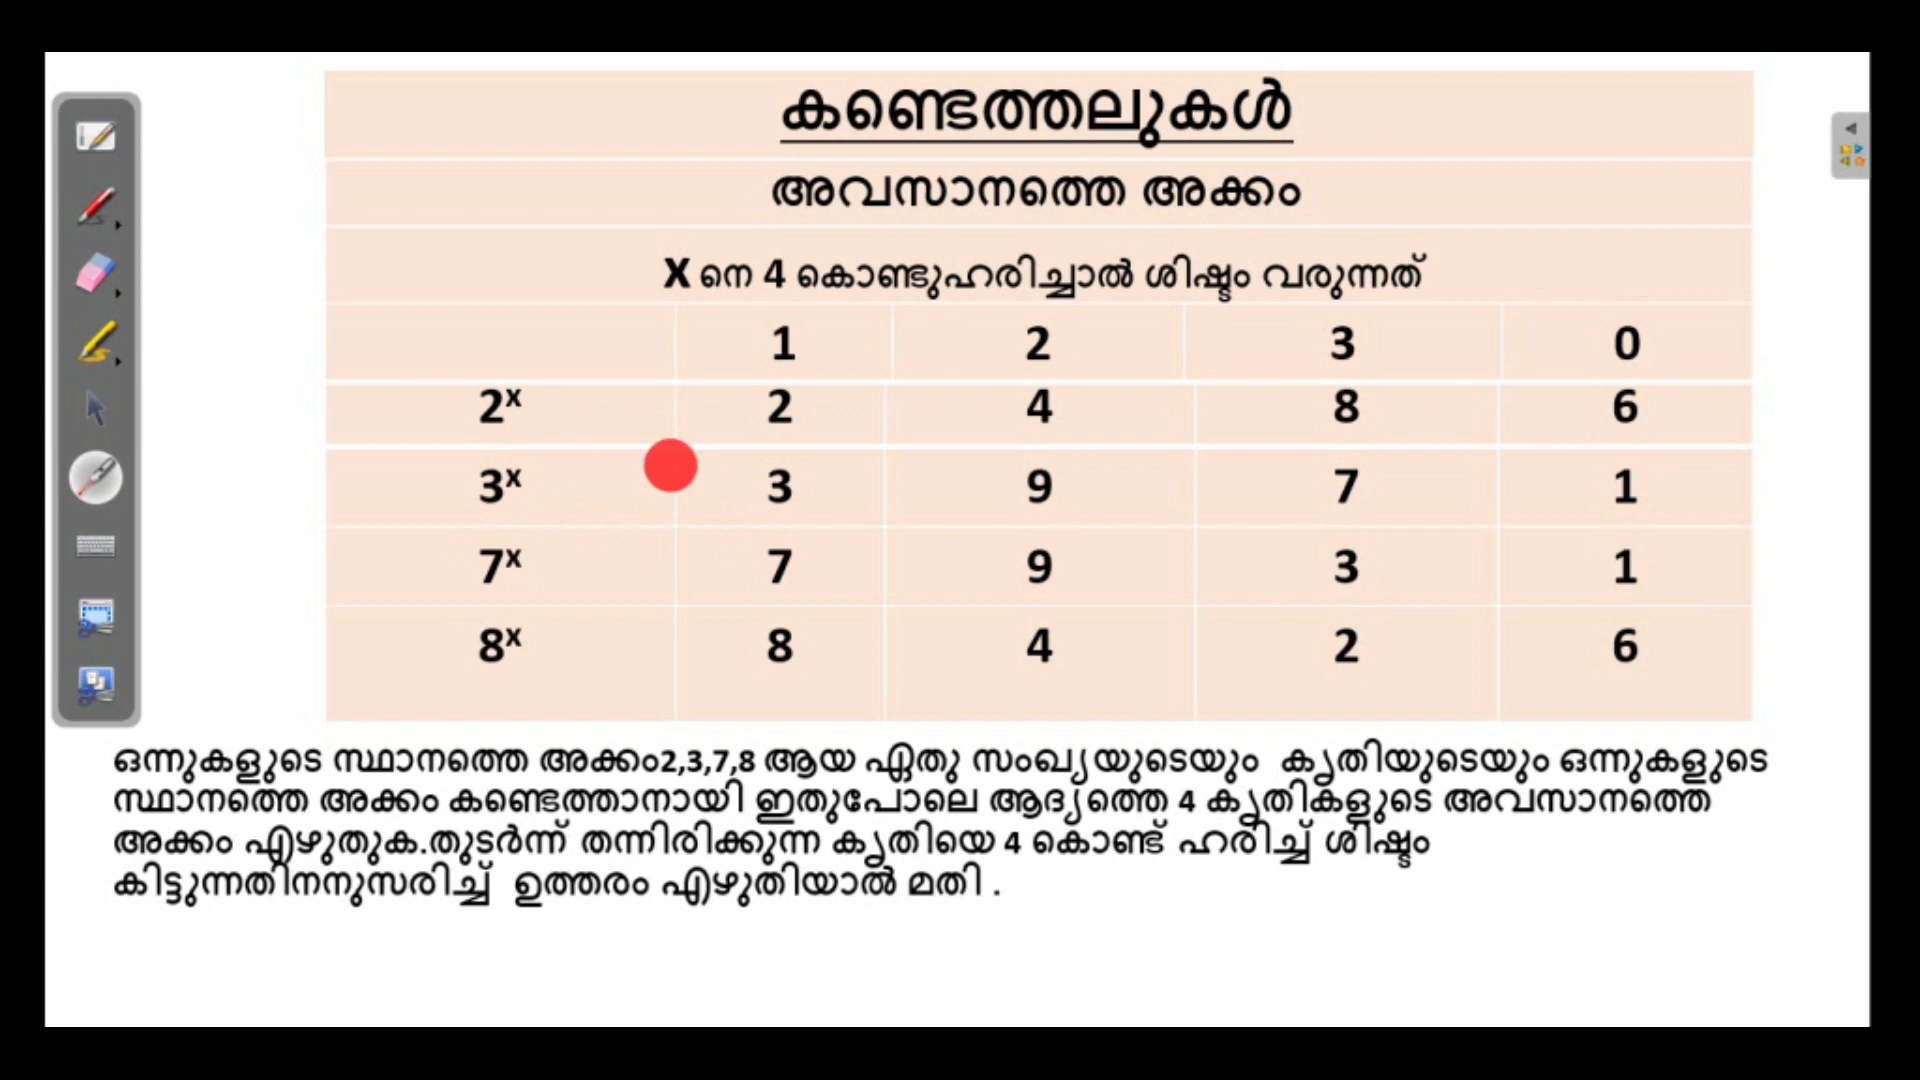 കണ്ടെത്തലുകൾ
അവസാനത്തെ അക്കം
X നെ 4 കൊണ്ടുഹരിച്ചാൽ ശിഷ്ടം വരുന്നത്
1 2 3 0
2ˣ 2 4 8 6
3ˣ 3 9 7 1
7ˣ 7 9 3 1
8ˣ 8 4 2 6
ഒന്നുകളുടെ സ്ഥാനത്തെ അക്കം2,3,7,8 ആയ ഏതു സംഖ്യയുടെയും കൃതിയുടെയും ഒന്നുകളുടെ
സ്ഥാനത്തെ അക്കം കണ്ടെത്താനായി ഇതുപോലെ ആദ്യത്തെ 4 കൃതികളുടെ അവസാനത്തെ
അക്കം എഴുതുക.തുടർന്ന് തന്നിരിക്കുന്ന കൃതിയെ 4 കൊണ്ട് ഹരിച്ച് ശിഷ്ടം
കിട്ടുന്നതിനനുസരിച്ച് ഉത്തരം എഴുതിയാൽ മതി .